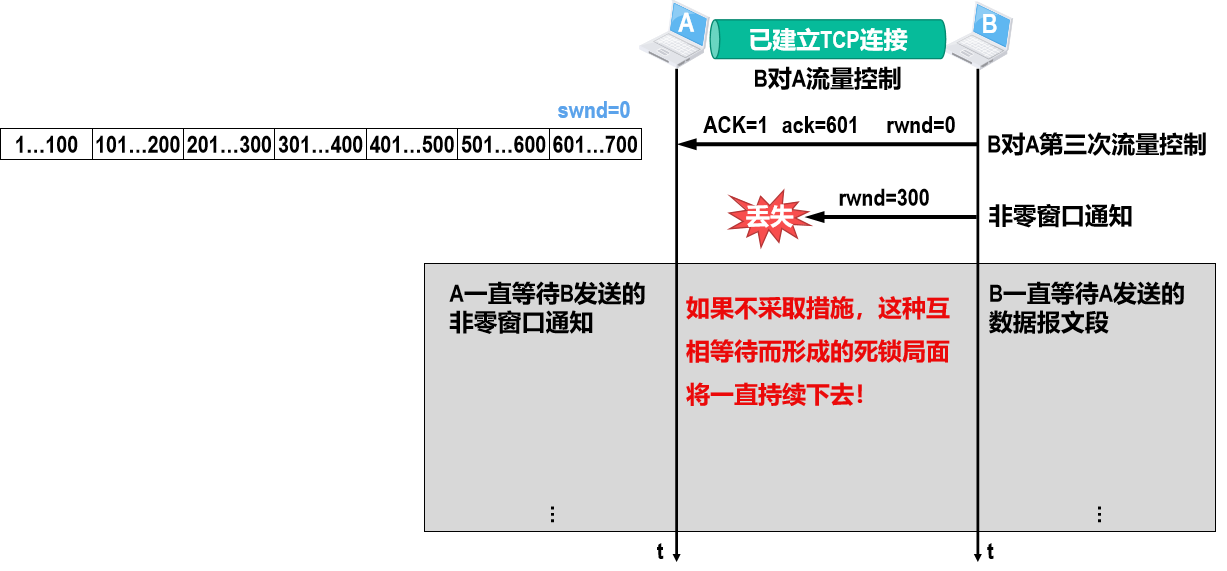 A
已建立TCP连接
B
B对A流量控制
swnd=0
1…100 101…200 201…300 301…400 401…500 501…600 601…700
ACK=1 ack=601 rwnd=0
B对A第三次流量控制
丢失
rwnd=300
非零窗口通知
A一直等待B发送的
非零窗口通知
如果不采取措施，这种互
相等待而形成的死锁局面
将一直持续下去！
B一直等待A发送的
数据报文段
⋮
⋮
t
t